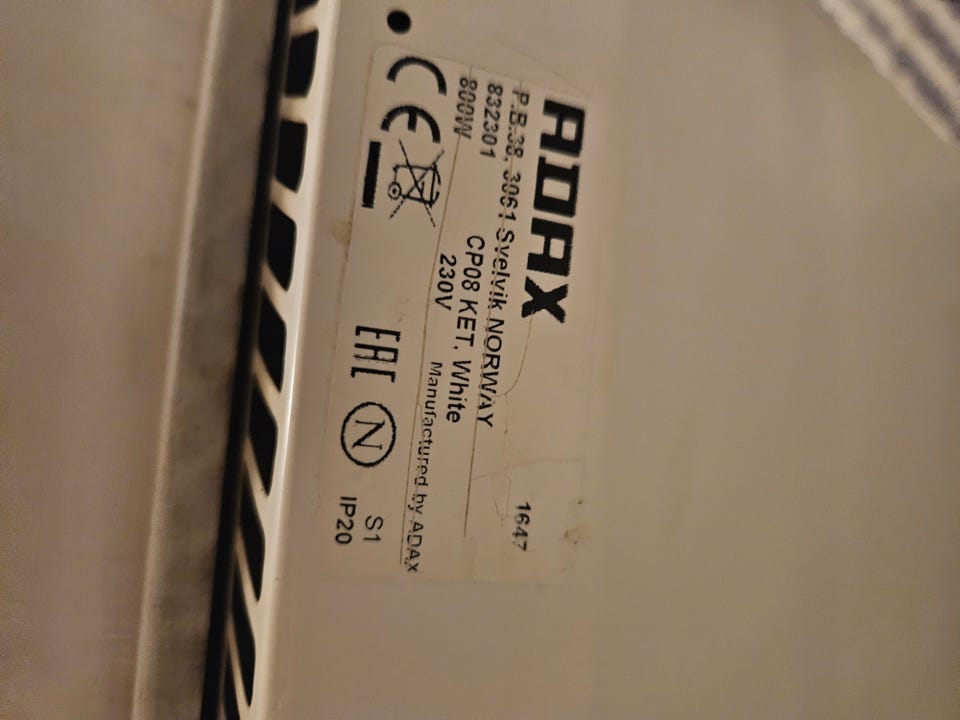 ADAX
1647
P.B.38, 3061 Svelvik NORWAY
832301 CP08 KET, White
800W 230V
Manufactured by ADAX
CE EAC N S1
IP20